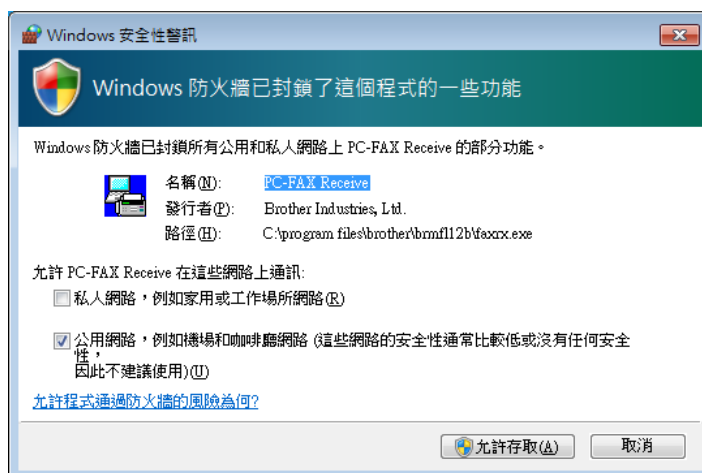 Windows 安全性警訊
Windows 防火牆已封鎖了這個程式的一些功能
Windows 防火牆已封鎖所有公用和私人網路上 PC-FAX Receive 的部分功能。
名稱(N): PC-FAX Receive
發行者(P): Brother Industries, Ltd.
路徑(H): C:\program files\brother\brmfl12b\faxrx.exe
允許 PC-FAX Receive 在這些網路上通訊:
私人網路，例如家用或工作場所網路(R)
公用網路，例如機場和咖啡廳網路 (這些網路的安全性通常比較低或沒有任何安全
性，
因此不建議使用)(U)
允許程式通過防火牆的風險為何?
允許存取(A) 取消